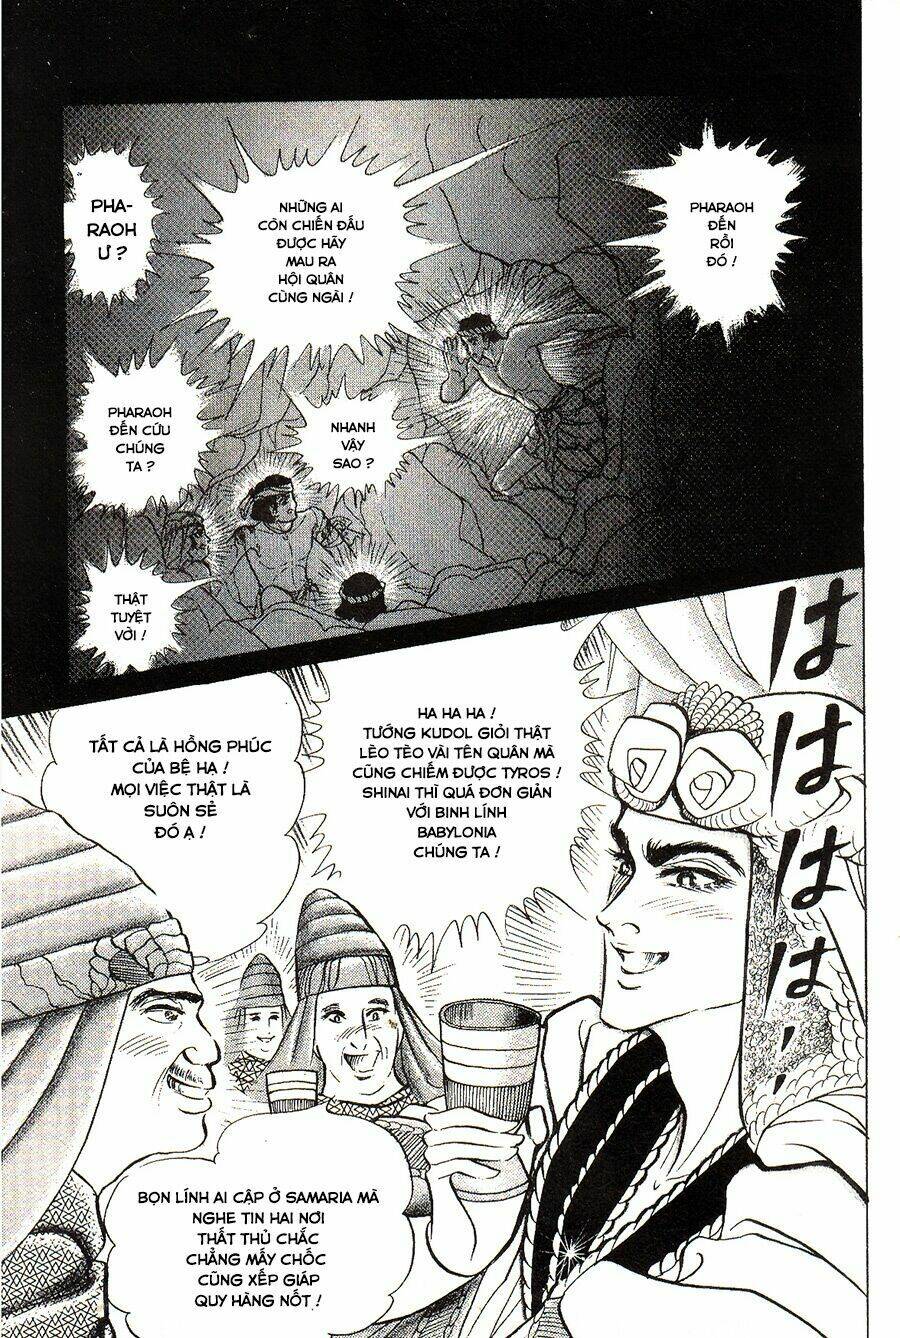 PHARAOH
ĐẾN
RỒI
ĐÓ !
NHỮNG AI
CÒN CHIẾN ĐẤU
ĐƯỢC HÃY
MAU RA
HỘI QUÂN
CÙNG NGÀI !
PHA-
RAOH
Ư ?
NHANH
VẬY
SAO ?
PHARAOH
ĐẾN CỨU
CHÚNG
TA ?
THẬT
TUYỆT
VỜI !
はははははは、
HA HA HA !
TƯỚNG KUDOL GIỎI THẬT
LÈO TÈO VÀI TÊN QUÂN MÀ
CŨNG CHIẾM ĐƯỢC TYROS !
SHINAI THÌ QUÁ ĐƠN GIẢN
VỚI BINH LÍNH
BABYLONIA
CHÚNG TA !
TẤT CẢ LÀ HỒNG PHÚC
CỦA BỆ HẠ !
MỌI VIỆC THẬT LÀ
SUÔN SẺ
ĐÓ Ạ !
BỌN LÍNH AI CẬP Ở SAMARIA MÀ
NGHE TIN HAI NƠI
THẤT THỦ CHẮC
CHẲNG MẤY CHỐC
CŨNG XẾP GIÁP
QUY HÀNG NỐT !